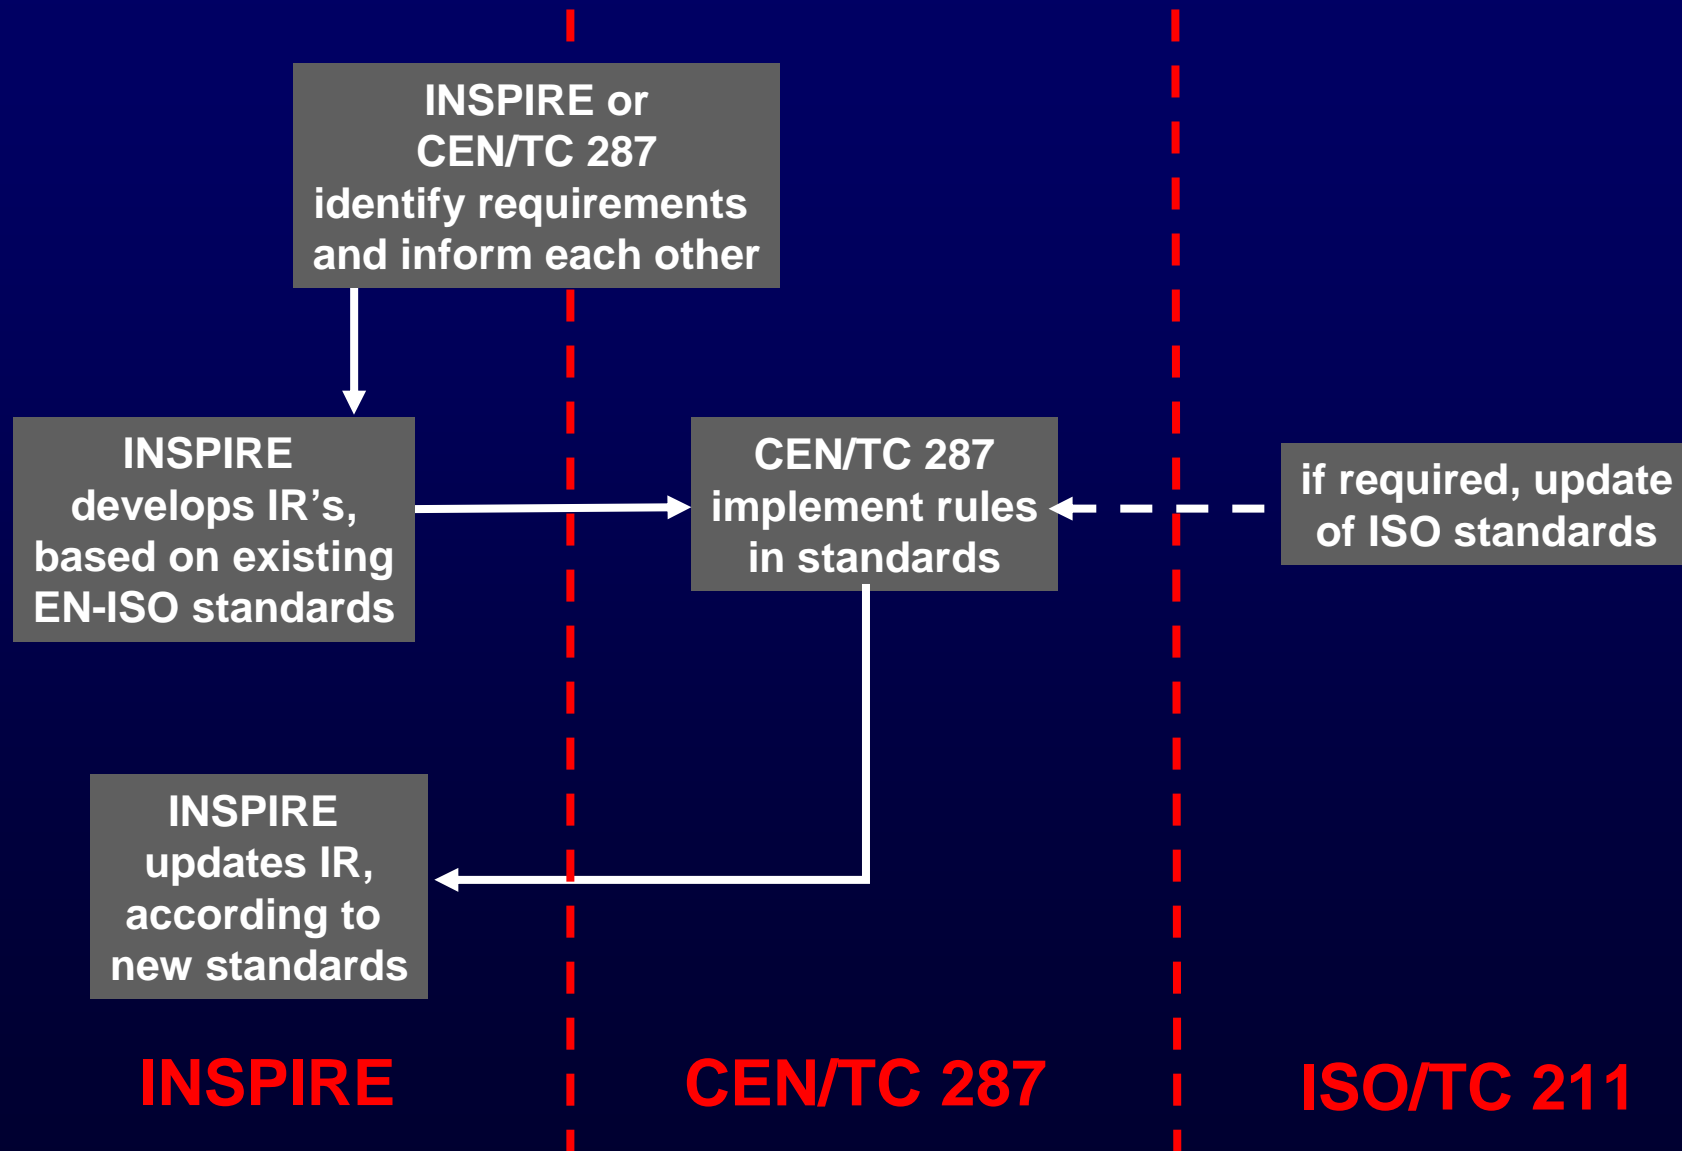 INSPIRE or
CEN/TC 287
identify requirements
and inform each other
INSPIRE
develops IR's,
based on existing
EN-ISO standards
CEN/TC 287
implement rules
in standards
if required, update
of ISO standards
INSPIRE
updates IR,
according to
new standards
INSPIRE
CEN/TC 287
ISO/TC 211